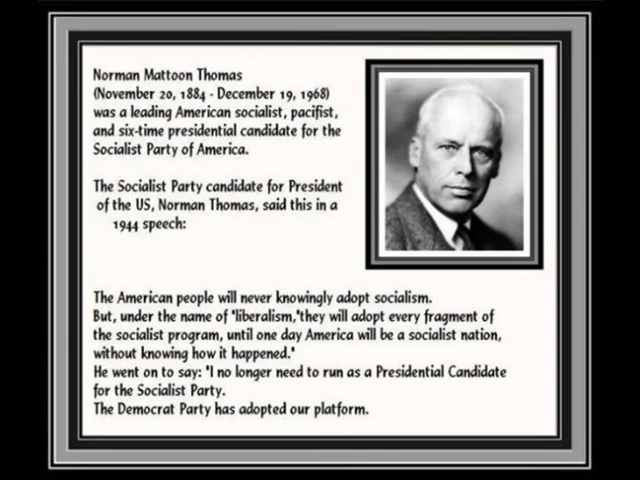 Norman Mattoon Thomas
(November 20, 1884 - December 19, 1968)
was a leading American socialist, pacifist,
and six-time presidential candidate for the
Socialist Party of America.
The Socialist Party candidate for President
of the US, Norman Thomas, said this in a
1944 speech:
The American people will never knowingly adopt socialism.
But, under the name of "liberalism,"they will adopt every fragment of
the socialist program, until one day America will be a socialist nation,
without knowing how it happened."
He went on to say: "I no longer need to run as a Presidential Candidate
for the Socialist Party.
The Democrat Party has adopted our platform.